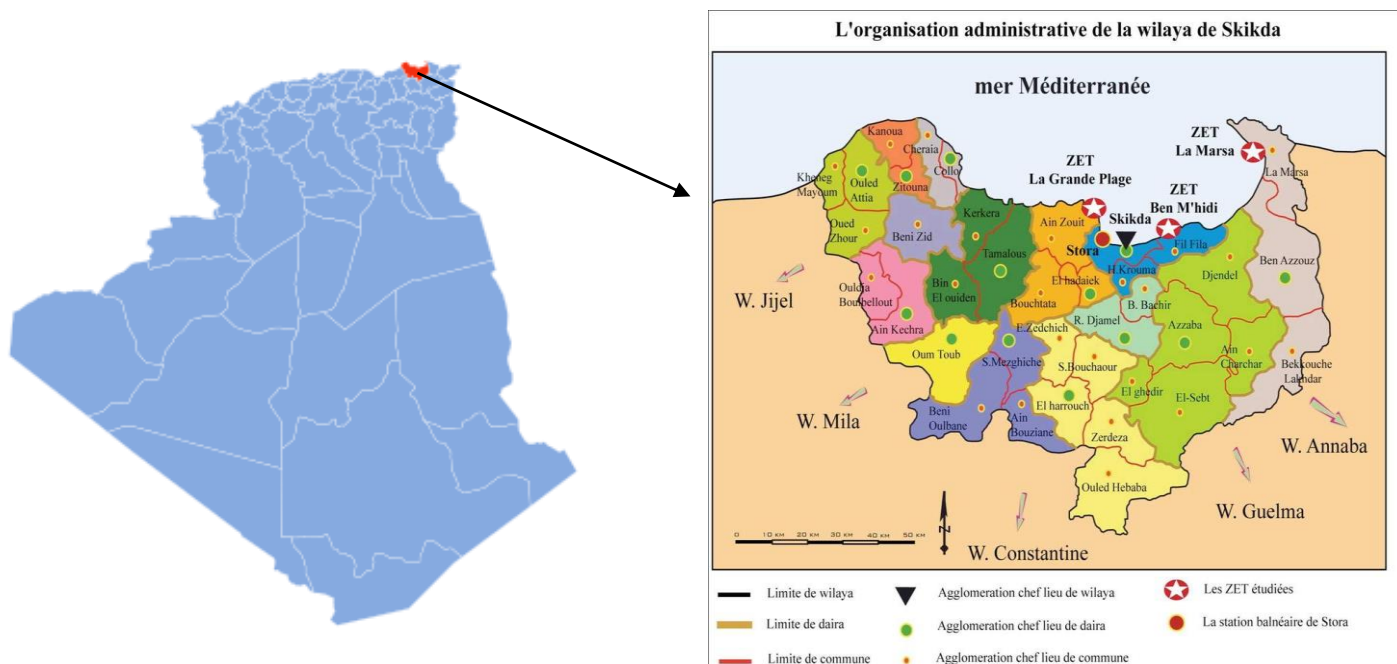 L'organisation administrative de la wilaya de Skikda
mer Méditerranée
ZET
La Marsa
ZET
La Grande Plage
ZET
Ben M'hidi
Skikda
Stora
Kanoua
Cheraia
Collo
Zitouna
Kheneg
Mayoum
Ouled
Attia
Oued
Zhour
Beni Zid
Kerkera
Tamalous
Bin
El ouiden
Ouldja
Boulbellout
Ain Kechra
Ain Zouit
El hadaiek
Bouchtata
H.Krouma
Fil Fila
B. Bachir
La Marsa
Djendel
Ben Azzouz
R. Djamel
Azzaba
Ain
Charchar
Bekkouche
Lakhdar
Oum Toub
S.Mezghiche
E.Zedchich
S.Bouchaour
El ghedir
El-Sebt
El harrouch
Beni
Oulbane
Ain
Bouziane
Zerdeza
Ouled Hebaba
W. Jijel
W. Mila
W. Constantine
W. Guelma
W. Annaba
N
0 10 KM 20 KM 30 KM 40 KM 50 KM
Limite de wilaya
Agglomeration chef lieu de wilaya
Les ZET étudiées
Limite de daira
Agglomeration chef lieu de daira
La station balnéaire de Stora
Limite de commune
Agglomeration chef lieu de commune